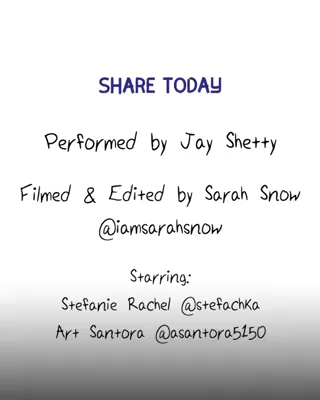 SHARE TODAY
Performed by Jay Shetty
Filmed & Edited by Sarah Snow
@iamsarahsnow
Starring:
Stefanie Rachel @stefachka
Art Santora @asantora5150